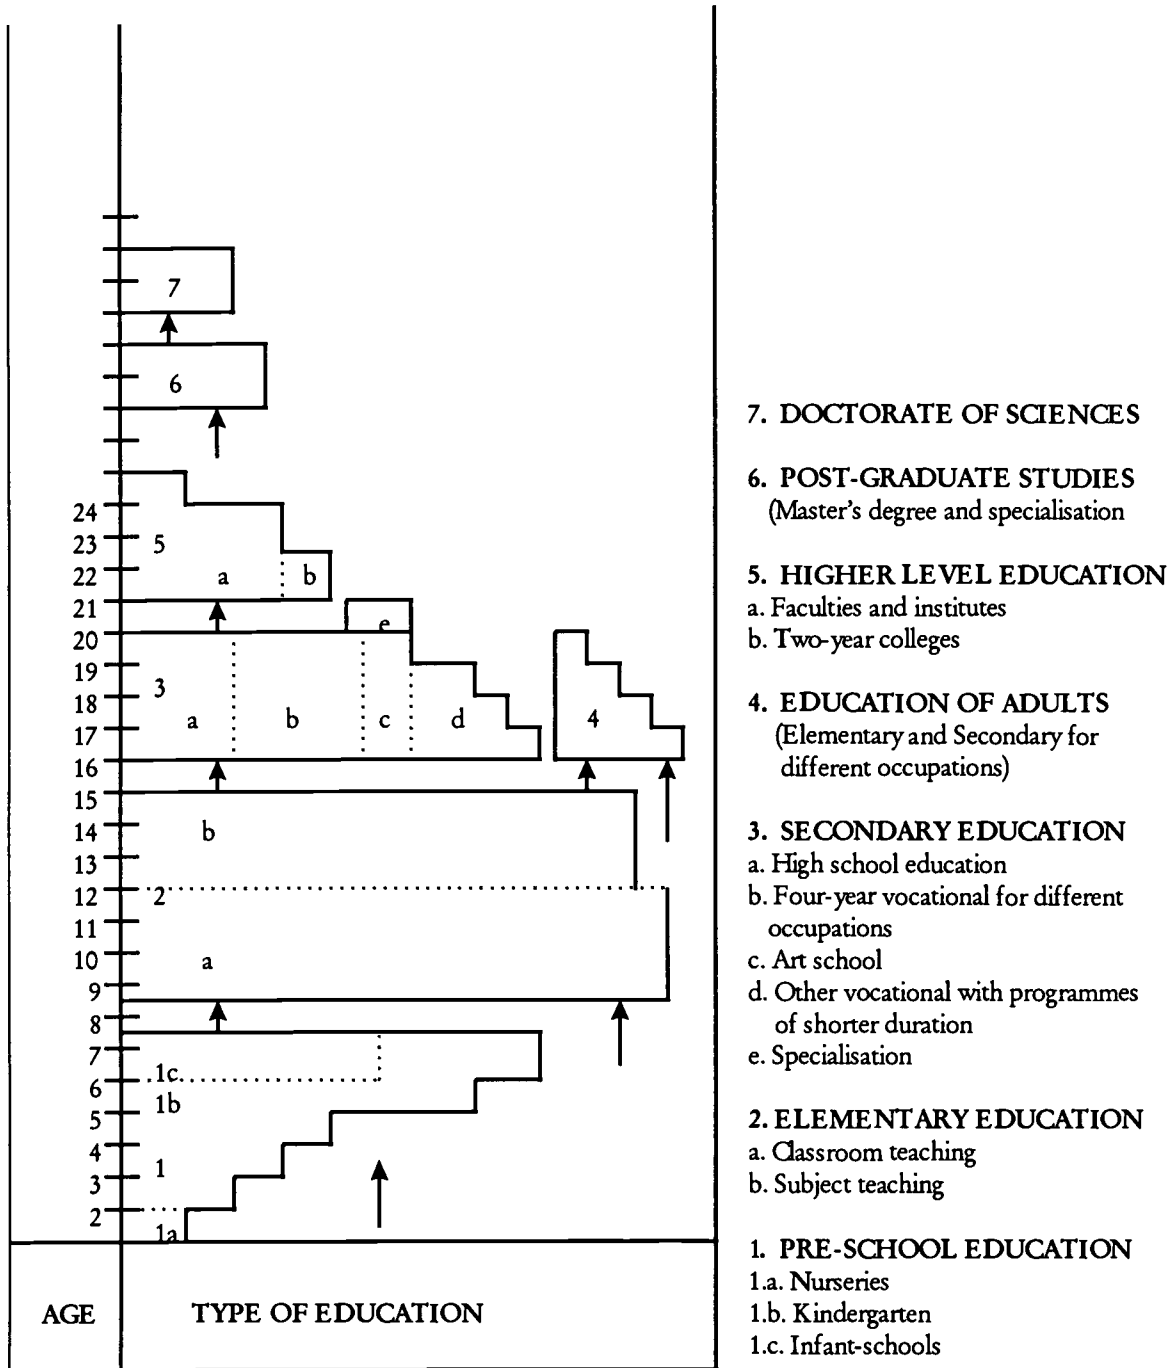 7
6
24
23
22
21
20
19
18
17
16
15
14
13
12
11
10
9
8
7
6
5
4
3
2
5
a
b
e
3
a
b
c
d
4
b
2
a
1c
1b
1
1a
AGE
TYPE OF EDUCATION
7. DOCTORATE OF SCIENCES
6. POST-GRADUATE STUDIES
(Master's degree and specialisation
5. HIGHER LEVEL EDUCATION
a. Faculties and institutes
b. Two-year colleges
4. EDUCATION OF ADULTS
(Elementary and Secondary for
different occupations)
3. SECONDARY EDUCATION
a. High school education
b. Four-year vocational for different
occupations
c. Art school
d. Other vocational with programmes
of shorter duration
e. Specialisation
2. ELEMENTARY EDUCATION
a. Classroom teaching
b. Subject teaching
1. PRE-SCHOOL EDUCATION
1.a. Nurseries
1.b. Kindergarten
1.c. Infant-schools